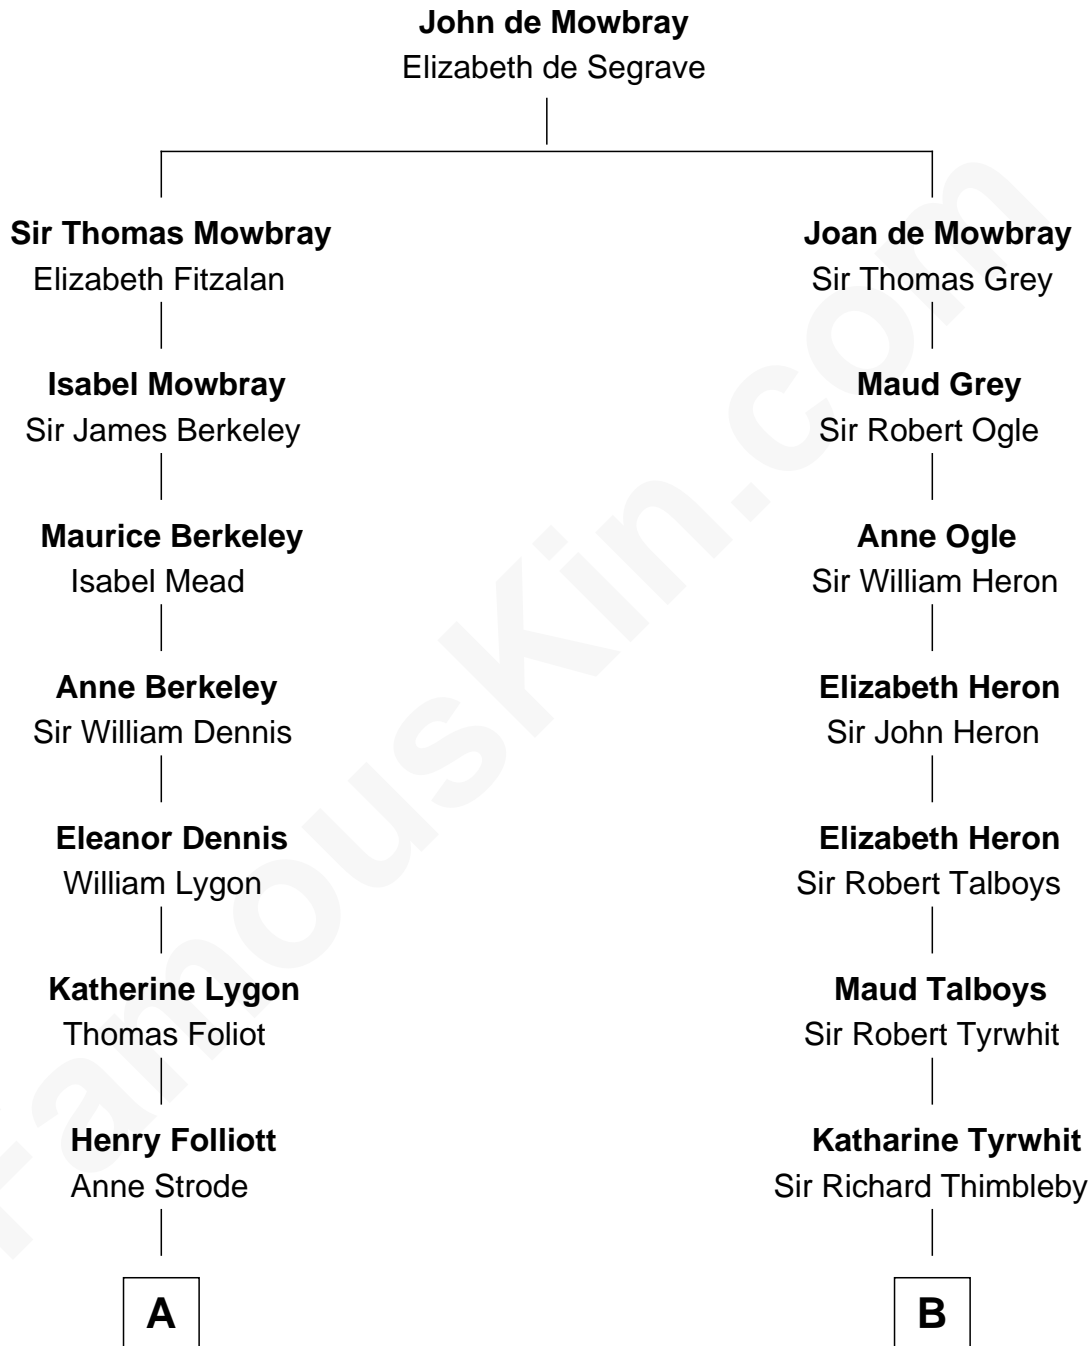 John de Mowbray
Elizabeth de Segrave
Sir Thomas Mowbray
Elizabeth Fitzalan
Joan de Mowbray
Sir Thomas Grey
Isabel Mowbray
Sir James Berkeley
Maud Grey
Sir Robert Ogle
Maurice Berkeley
Isabel Mead
Anne Ogle
Sir William Heron
Anne Berkeley
Sir William Dennis
Elizabeth Heron
Sir John Heron
Eleanor Dennis
William Lygon
Elizabeth Heron
Sir Robert Talboys
Katherine Lygon
Thomas Foliot
Maud Talboys
Sir Robert Tyrwhit
Henry Folliott
Anne Strode
Katharine Tyrwhit
Sir Richard Thimbleby
A
B
FamousKin.com